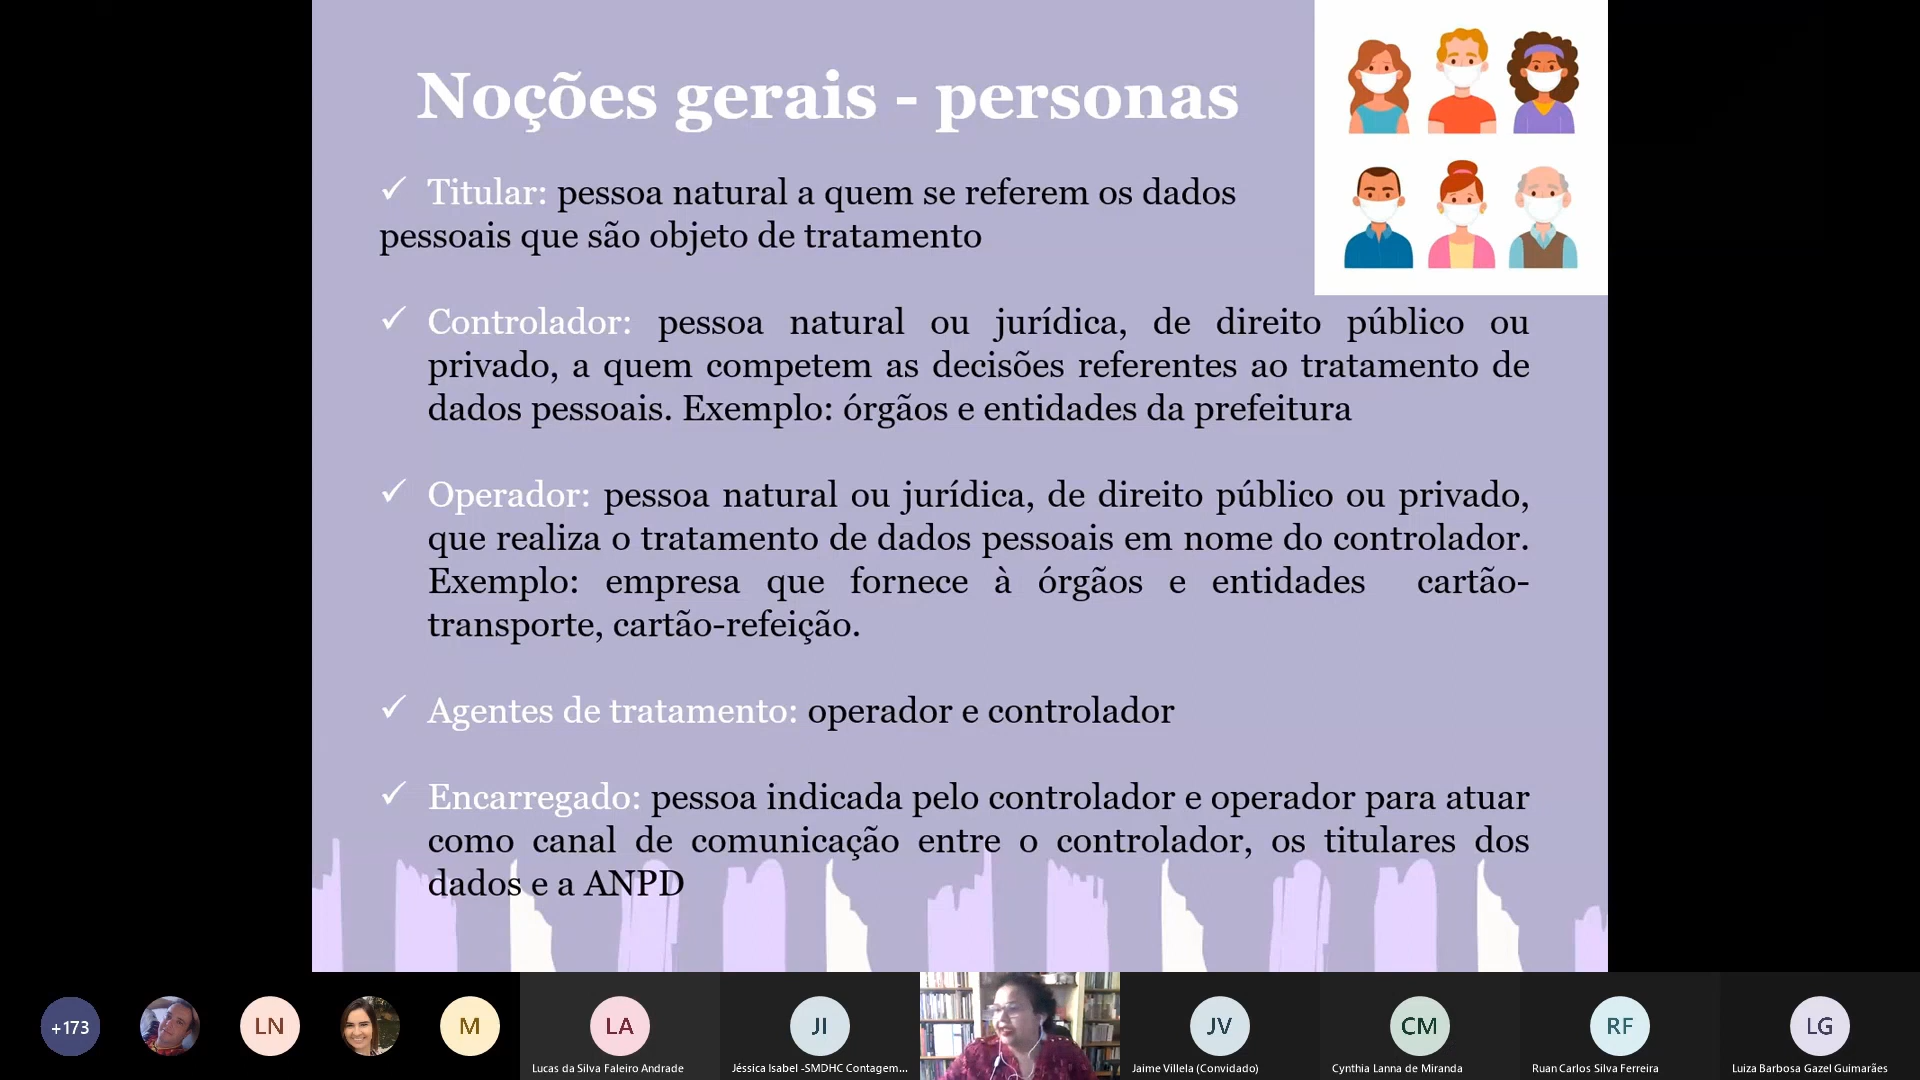 Noções gerais - personas
✓ Titular: pessoa natural a quem se referem os dados
pessoais que são objeto de tratamento
✓ Controlador: pessoa natural ou jurídica, de direito público ou
privado, a quem competem as decisões referentes ao tratamento de
dados pessoais. Exemplo: órgãos e entidades da prefeitura
✓ Operador: pessoa natural ou jurídica, de direito público ou privado,
que realiza o tratamento de dados pessoais em nome do controlador.
Exemplo: empresa que fornece à órgãos e entidades cartão-
transporte, cartão-refeição.
✓ Agentes de tratamento: operador e controlador
✓ Encarregado: pessoa indicada pelo controlador e operador para atuar
como canal de comunicação entre o controlador, os titulares dos
dados e a ANPD
+173
LN
M
LA
JI
JV
CM
RF
LG
Lucas da Silva Faleiro Andrade
Jéssica Isabel -SMDHC Contagem...
Jaime Villela (Convidado)
Cynthia Lanna de Miranda
Ruan Carlos Silva Ferreira
Luiza Barbosa Gazel Guimarães